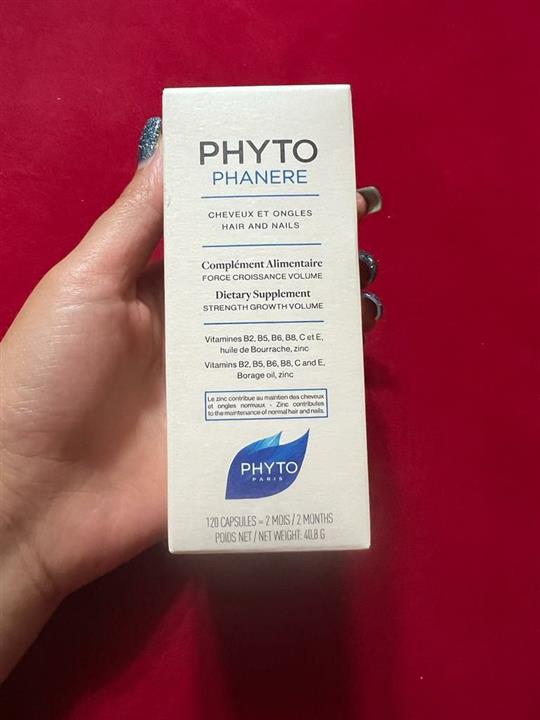 PHYTO
PHANERE
CHEVEUX ET ONGLES
HAIR AND NAILS
Complément Alimentaire
FORCE CROISSANCE VOLUME
Dietary Supplement
STRENGTH GROWTH VOLUME
Vitamines B2, B5, B6, B8, C et E,
huile de Bourrache, zinc
Vitamins B2, B5, B6, B8, C and E,
Borage oil, zinc
Le zinc contribue au maintien des cheveux
et ongles normaux - Zinc contributes
to the maintenance of normal hair and nails.
PHYTO
PARIS
120 CAPSULES = 2 MOIS / 2 MONTHS
POIDS NET / NET WEIGHT: 40,8 G